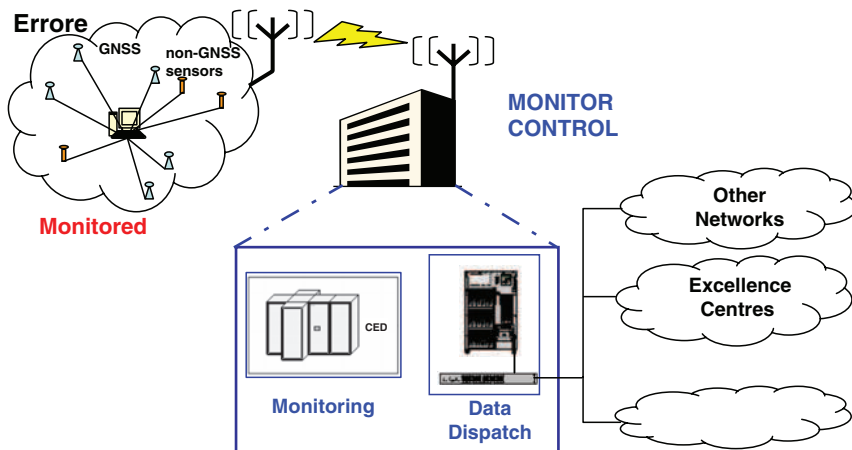 Errore
GNSS
non-GNSS
sensors
Monitored
MONITOR
CONTROL
Other
Networks
Excellence
Centres
CED
Monitoring
Data
Dispatch